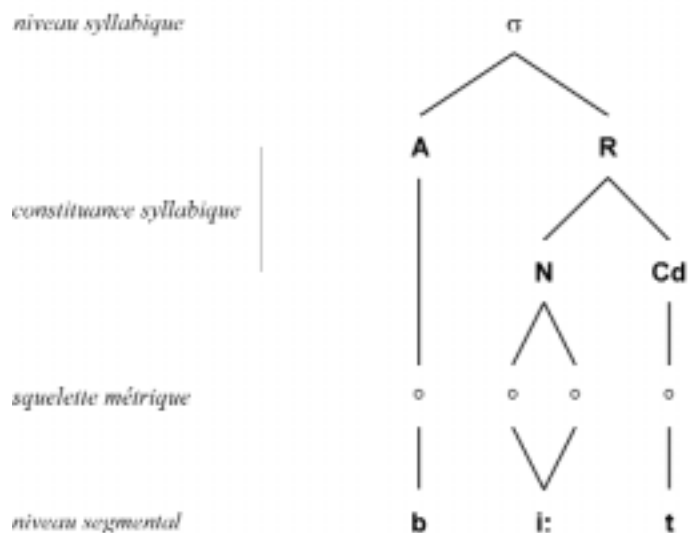 niveau syllabique σ
A R
constituance syllabique
N Cd
squelette métrique
niveau segmental b i: t